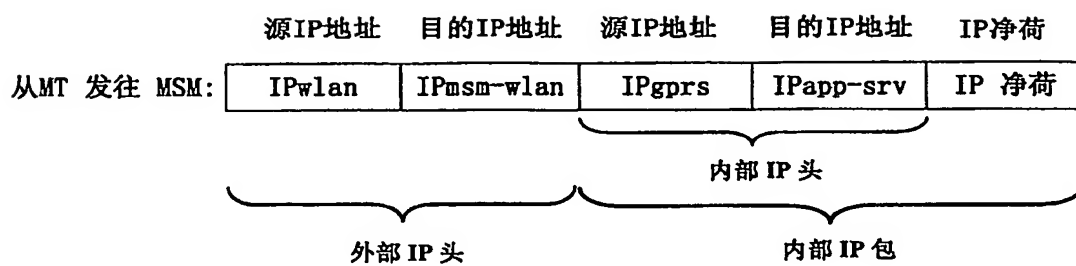 源IP地址 目的IP地址 源IP地址 目的IP地址 IP净荷
从MT 发往 MSM: IPwlan IPmsm-wlan IPgprs IPapp-srv IP 净荷
内部 IP 头
外部 IP 头 内部 IP 包